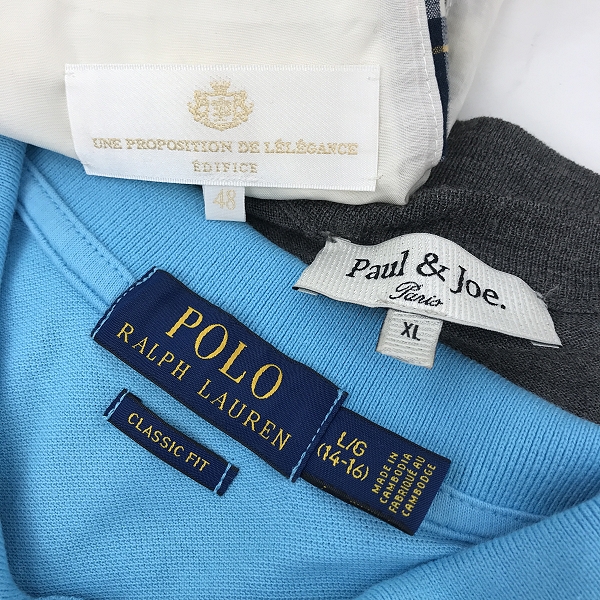 UNE PROPOSITION DE L'ÉLÉGANCE
ÉDIFICE
48
Paul & Joe.
Paris
XL
POLO
RALPH LAUREN
CLASSIC FIT
L/G
(14-16)
MADE IN
CAMBODIA
FABRIQUÉ AU
CAMBODGE